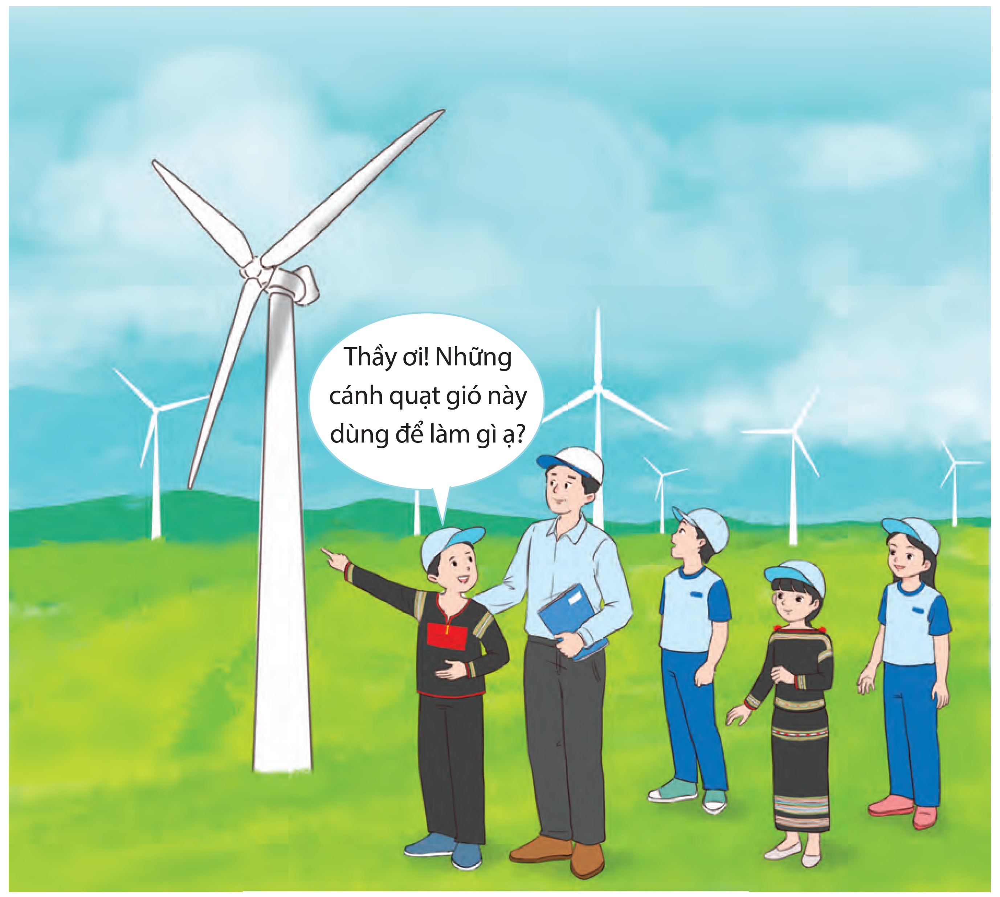 Thầy ơi! Những
cánh quạt gió này
dùng để làm gì ạ?